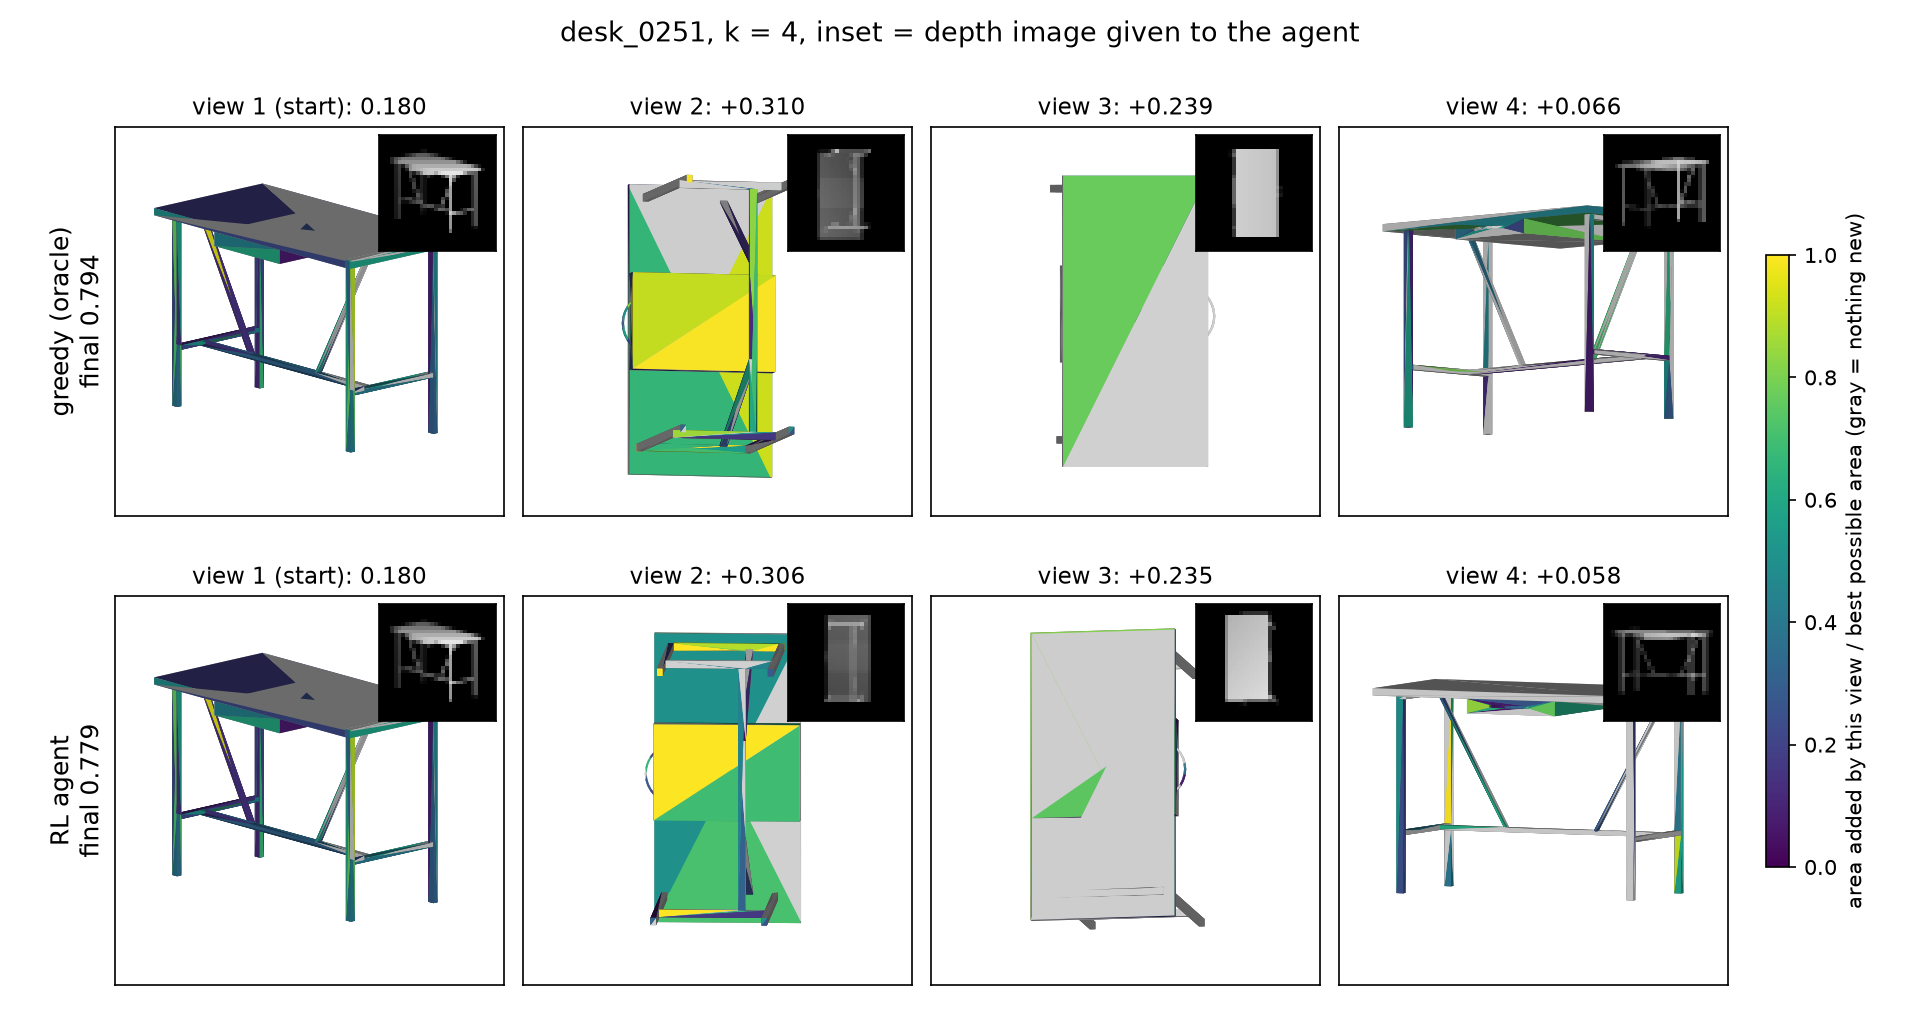 desk_0251, k = 4, inset = depth image given to the agent
view 1 (start): 0.180
view 2: +0.310
view 3: +0.239
view 4: +0.066
greedy (oracle)
final 0.794
view 1 (start): 0.180
view 2: +0.306
view 3: +0.235
view 4: +0.058
RL agent
final 0.779
1.0
0.8
0.6
0.4
0.2
0.0
area added by this view / best possible area (gray = nothing new)